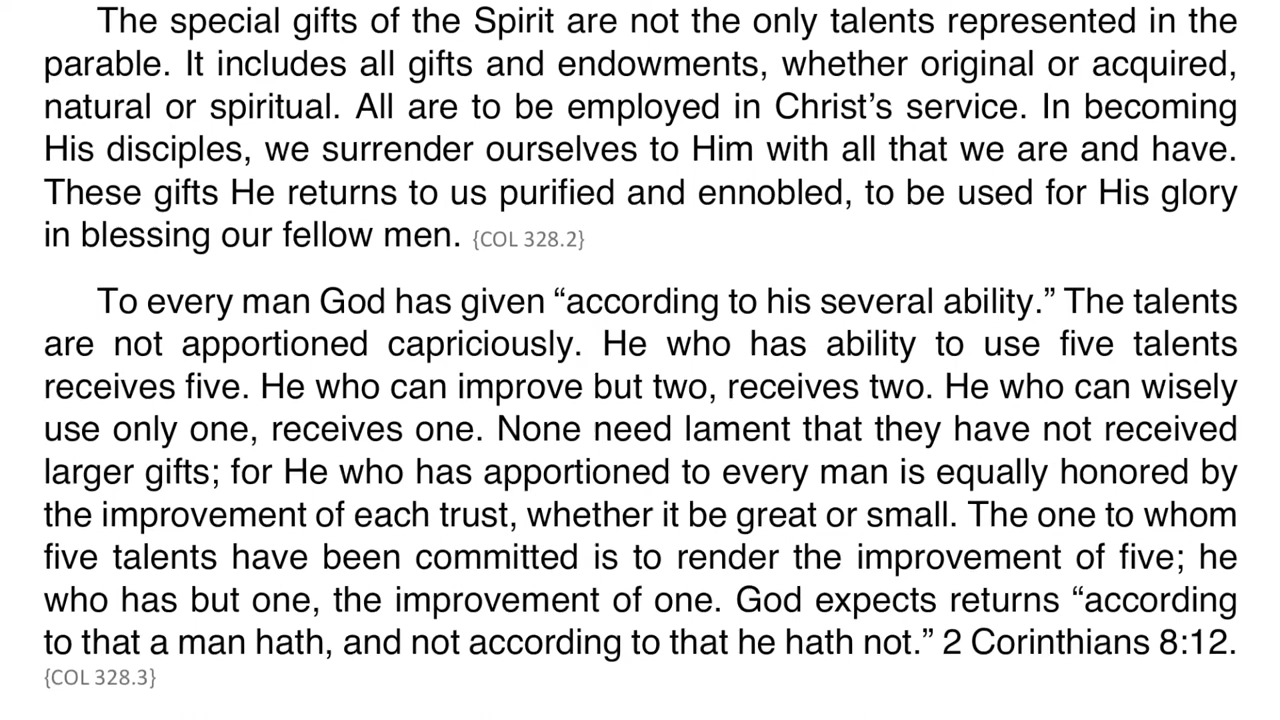 The special gifts of the Spirit are not the only talents represented in the
parable. It includes all gifts and endowments, whether original or acquired,
natural or spiritual. All are to be employed in Christ’s service. In becoming
His disciples, we surrender ourselves to Him with all that we are and have.
These gifts He returns to us purified and ennobled, to be used for His glory
in blessing our fellow men. {COL 328.2}
To every man God has given “according to his several ability.” The talents
are not apportioned capriciously. He who has ability to use five talents
receives five. He who can improve but two, receives two. He who can wisely
use only one, receives one. None need lament that they have not received
larger gifts; for He who has apportioned to every man is equally honored by
the improvement of each trust, whether it be great or small. The one to whom
five talents have been committed is to render the improvement of five; he
who has but one, the improvement of one. God expects returns “according
to that a man hath, and not according to that he hath not.” 2 Corinthians 8:12.
{COL 328.3}